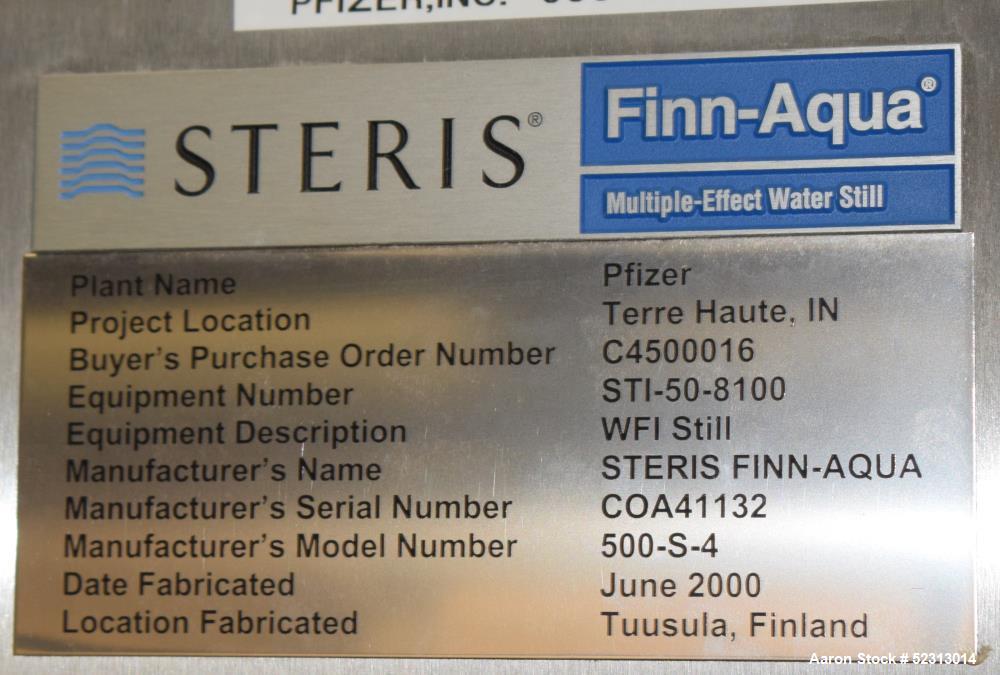 PFIZER, INC.
STERIS®
Finn-Aqua®
Multiple-Effect Water Still
Plant Name Pfizer
Project Location Terre Haute, IN
Buyer's Purchase Order Number C4500016
Equipment Number STI-50-8100
Equipment Description WFI Still
Manufacturer's Name STERIS FINN-AQUA
Manufacturer's Serial Number COA41132
Manufacturer's Model Number 500-S-4
Date Fabricated June 2000
Location Fabricated Tuusula, Finland
Aaron Stock # 52313014